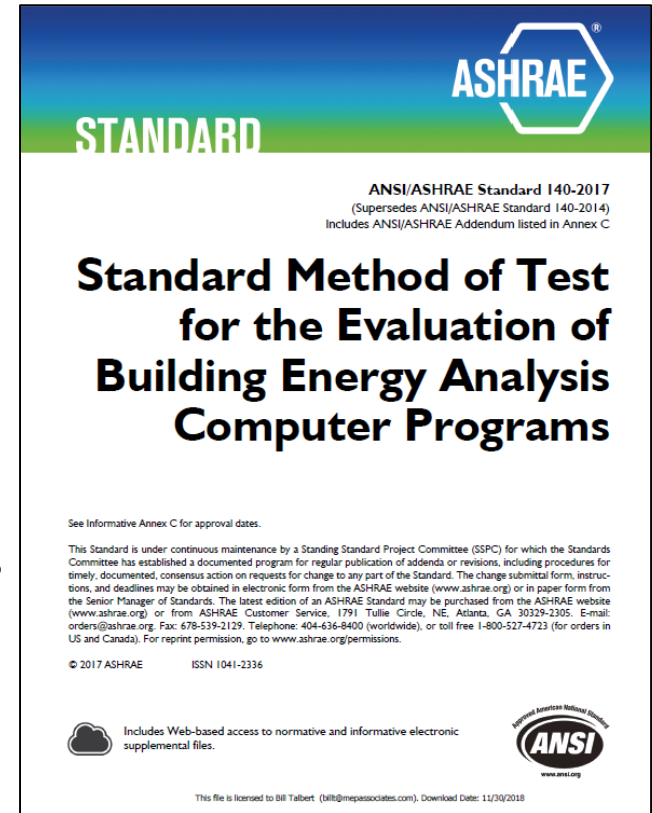 ASHRAE®
STANDARD
ANSI/ASHRAE Standard 140-2017
(Supersedes ANSI/ASHRAE Standard 140-2014)
Includes ANSI/ASHRAE Addendum listed in Annex C
Standard Method of Test
for the Evaluation of
Building Energy Analysis
Computer Programs
See Informative Annex C for approval dates.
This Standard is under continuous maintenance by a Standing Standard Project Committee (SSPC) for which the Standards
Committee has established a documented program for regular publication of addenda or revisions, including procedures for
timely, documented, consensus action on requests for change to any part of the Standard. The change submittal form, instruc-
tions, and deadlines may be obtained in electronic form from the ASHRAE website (www.ashrae.org) or in paper form from
the Senior Manager of Standards. The latest edition of an ASHRAE Standard may be purchased from the ASHRAE website
(www.ashrae.org) or from ASHRAE Customer Service, 1791 Tullie Circle, NE, Atlanta, GA 30329-2305. E-mail:
orders@ashrae.org. Fax: 678-539-2129. Telephone: 404-636-8400 (worldwide), or toll free 1-800-527-4723 (for orders in
US and Canada). For reprint permission, go to www.ashrae.org/permissions.
© 2017 ASHRAE ISSN 1041-2336
Includes Web-based access to normative and informative electronic
supplemental files.
Approved American National Standard
ANSI
www.ansi.org
This file is licensed to Bill Talbert (billt@mepassociates.com). Download Date: 11/30/2018